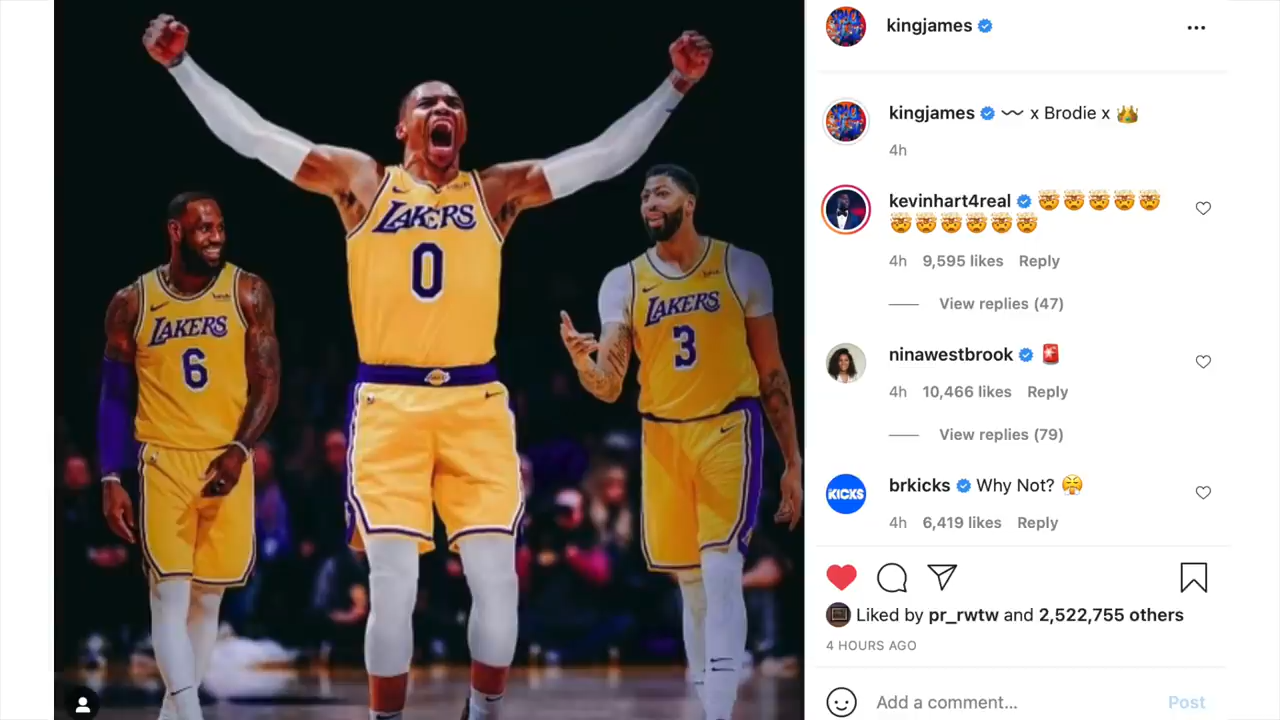 kingjames
kingjames 〰️ x Brodie x 👑
4h
kevinhart4real 🤯🤯🤯🤯🤯
🤯🤯🤯🤯🤯🤯
4h 9,595 likes Reply
View replies (47)
ninawestbrook 🚨
4h 10,466 likes Reply
View replies (79)
KICKS
brkicks Why Not? 😤
4h 6,419 likes Reply
Liked by pr_rwtw and 2,522,755 others
4 HOURS AGO
Add a comment... Post
LAKERS
0
LAKERS
6
LAKERS
3